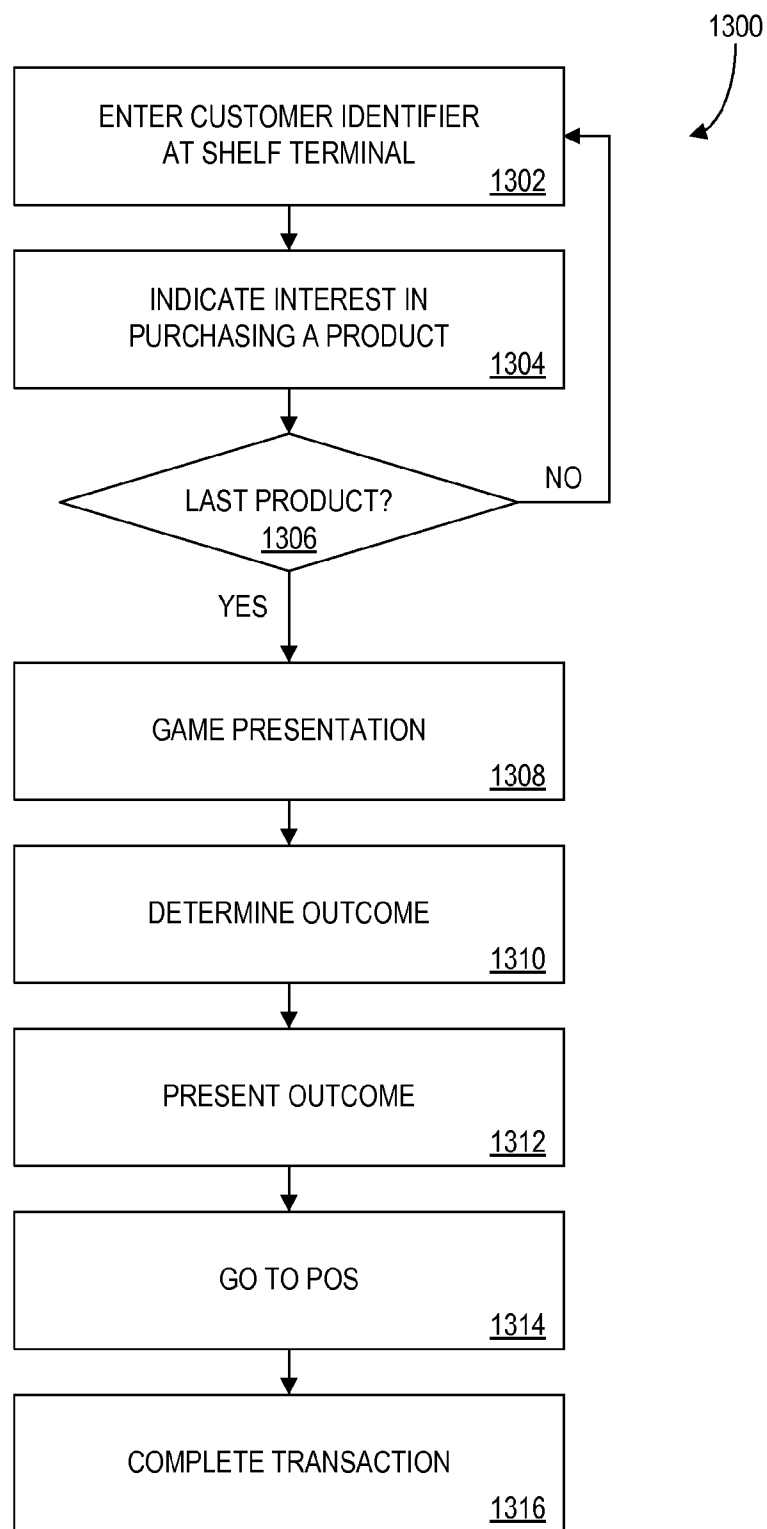 1300
ENTER CUSTOMER IDENTIFIER
AT SHELF TERMINAL
1302
INDICATE INTEREST IN
PURCHASING A PRODUCT
1304
LAST PRODUCT?
1306
NO
YES
GAME PRESENTATION
1308
DETERMINE OUTCOME
1310
PRESENT OUTCOME
1312
GO TO POS
1314
COMPLETE TRANSACTION
1316